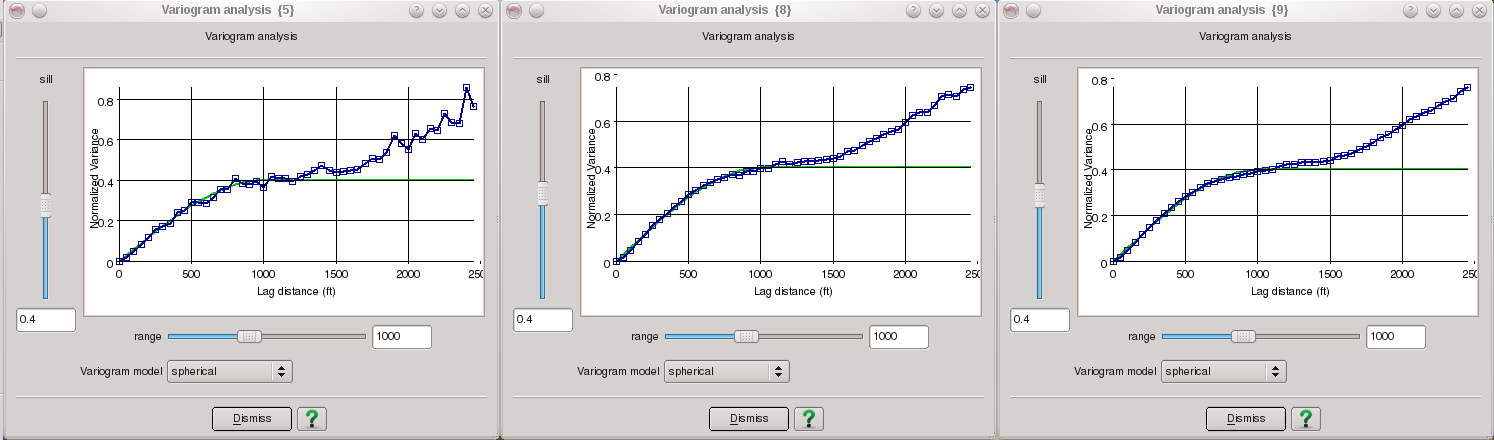 Variogram analysis {5}
Variogram analysis
sill
0.8
0.6
0.4
0.2
0
Normalized Variance
0 500 1000 1500 2000 250
Lag distance (ft)
0.4
range 1000
Variogram model spherical
Dismiss ?
Variogram analysis {8}
Variogram analysis
sill
0.8
0.6
0.4
0.2
0
Normalized Variance
0 500 1000 1500 2000 250
Lag distance (ft)
0.4
range 1000
Variogram model spherical
Dismiss ?
Variogram analysis {9}
Variogram analysis
sill
0.8
0.6
0.4
0.2
0
Normalized Variance
0 500 1000 1500 2000 250
Lag distance (ft)
0.4
range 1000
Variogram model spherical
Dismiss ?